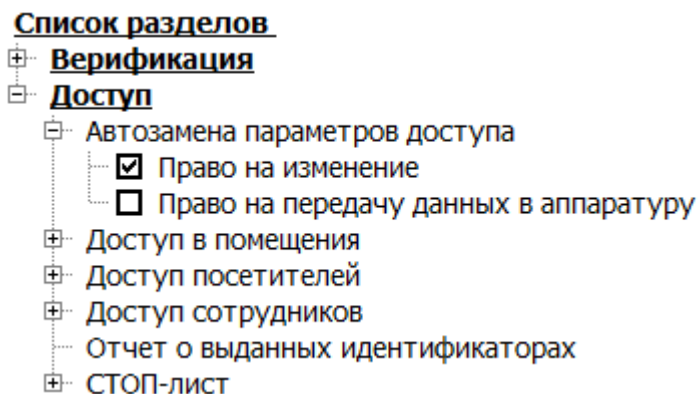 Список разделов
Верификация
Доступ
Автозамена параметров доступа
Право на изменение
Право на передачу данных в аппаратуру
Доступ в помещения
Доступ посетителей
Доступ сотрудников
Отчет о выданных идентификаторах
СТОП-лист